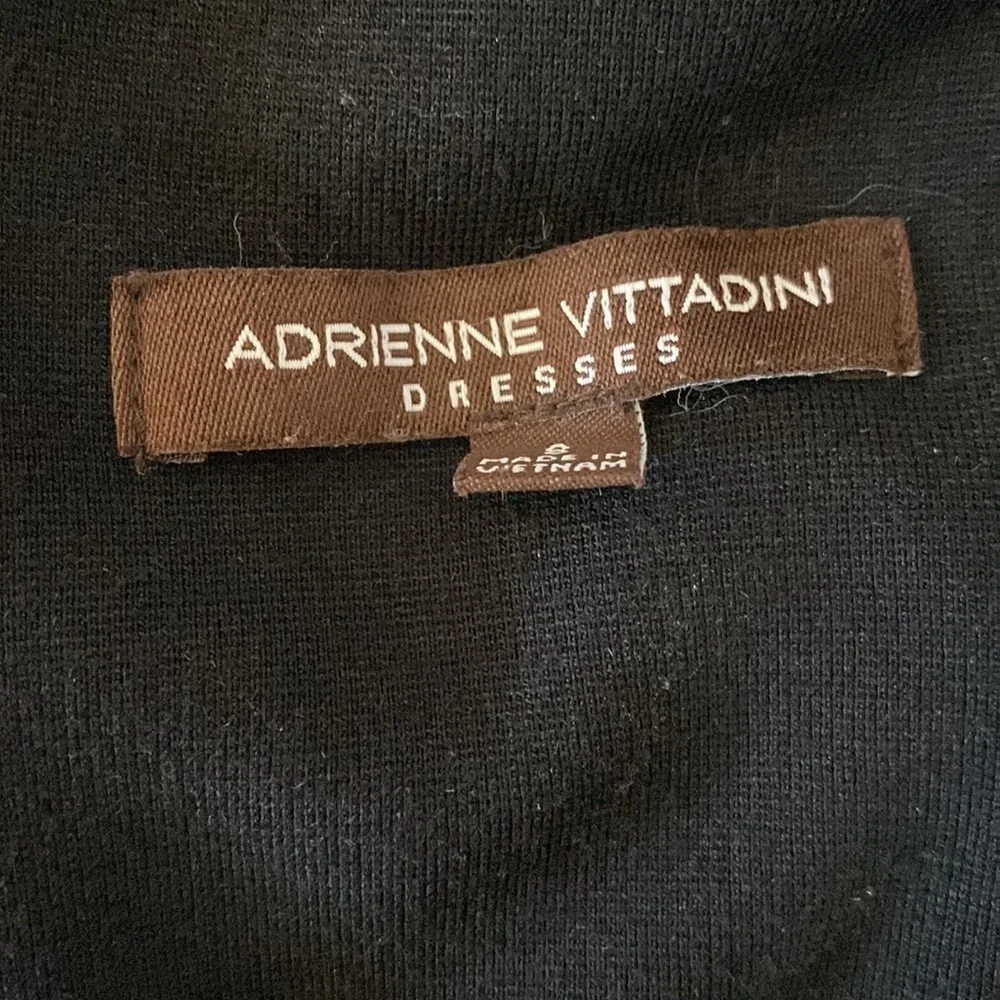 ADRIENNE VITTADINI
DRESSES
8
MADE IN
VIETNAM